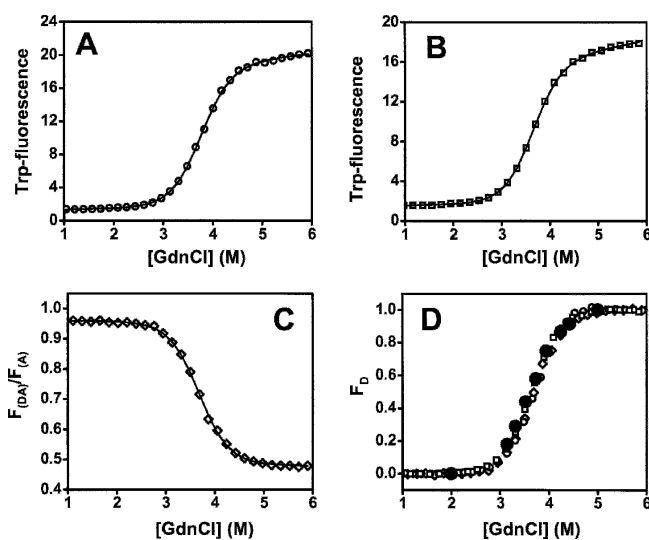 A
Trp-fluorescence
24
20
16
12
8
4
0
1 2 3 4 5 6
[GdnCl] (M)
B
Trp-fluorescence
20
16
12
8
4
0
1 2 3 4 5 6
[GdnCl] (M)
C
F(DA)/F(A)
1.0
0.9
0.8
0.7
0.6
0.5
0.4
1 2 3 4 5 6
[GdnCl] (M)
D
FD
1.0
0.8
0.6
0.4
0.2
0.0
1 2 3 4 5 6
[GdnCl] (M)